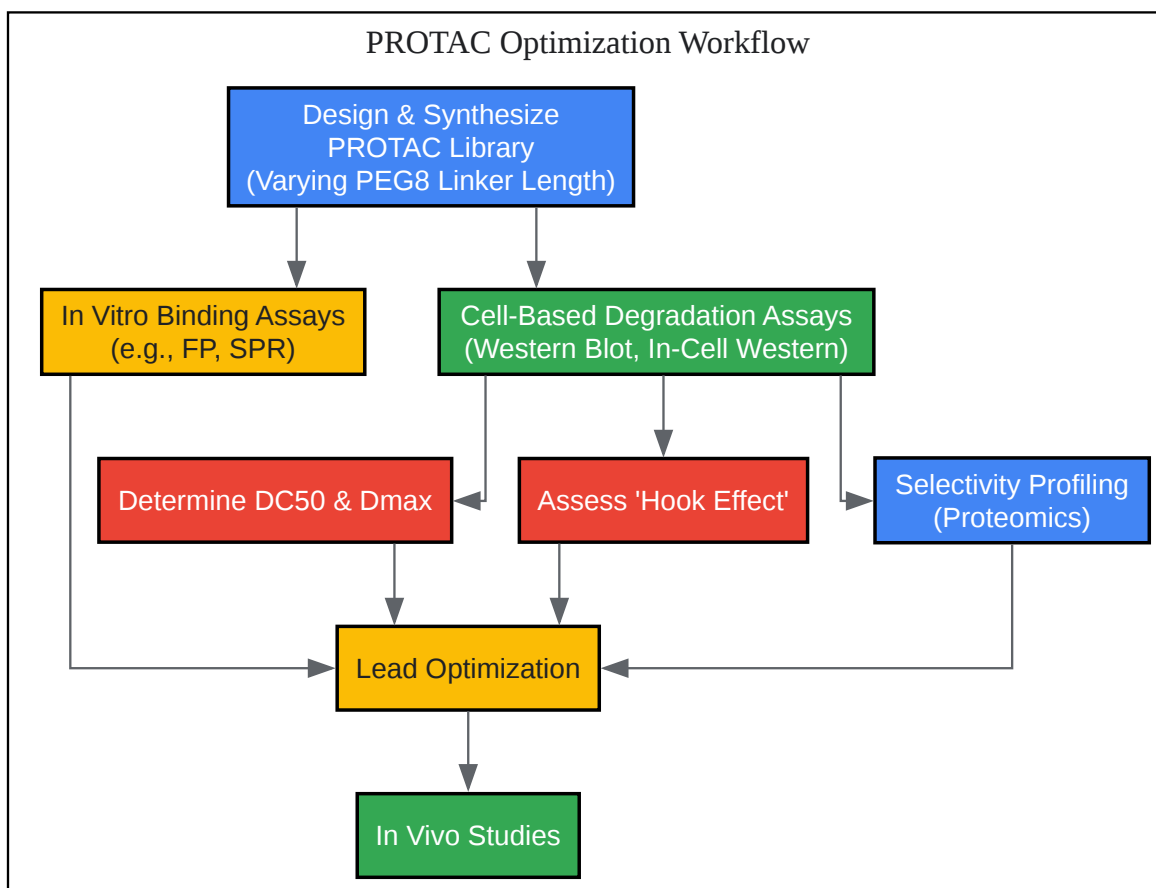 PROTAC Optimization Workflow
Design & Synthesize
PROTAC Library
(Varying PEG8 Linker Length)
In Vitro Binding Assays
(e.g., FP, SPR)
Cell-Based Degradation Assays
(Western Blot, In-Cell Western)
Determine DC50 & Dmax
Assess 'Hook Effect'
Selectivity Profiling
(Proteomics)
Lead Optimization
In Vivo Studies